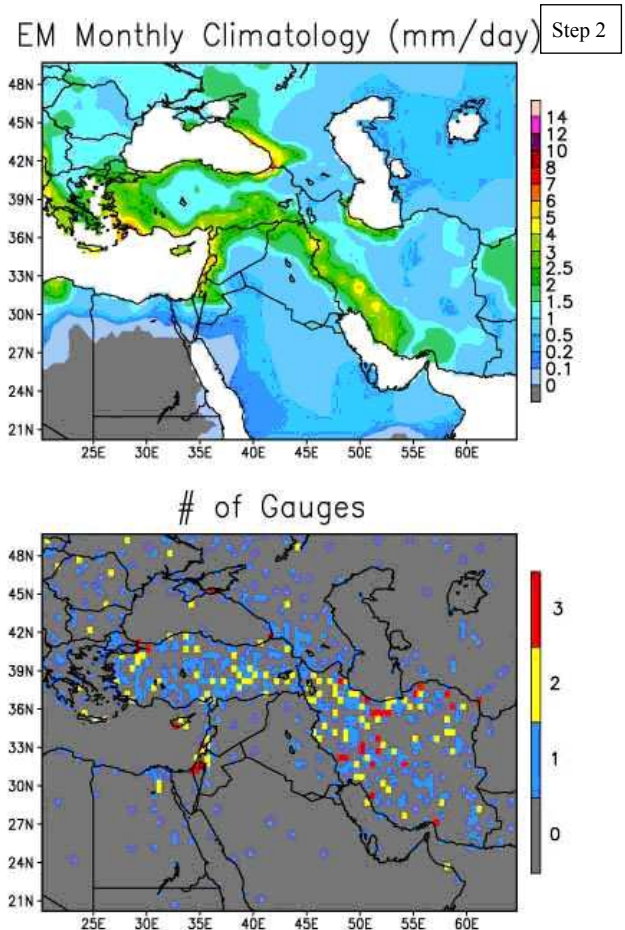 EM Monthly Climatology (mm/day)
Step 2
48N
45N
42N
39N
36N
33N
30N
27N
24N
21N
25E 30E 35E 40E 45E 50E 55E 60E
14
12
10
8
7
6
5
4
3
2.5
2
1.5
1
0.5
0.2
0.1
0
# of Gauges
48N
45N
42N
39N
36N
33N
30N
27N
24N
21N
25E 30E 35E 40E 45E 50E 55E 60E
3
2
1
0